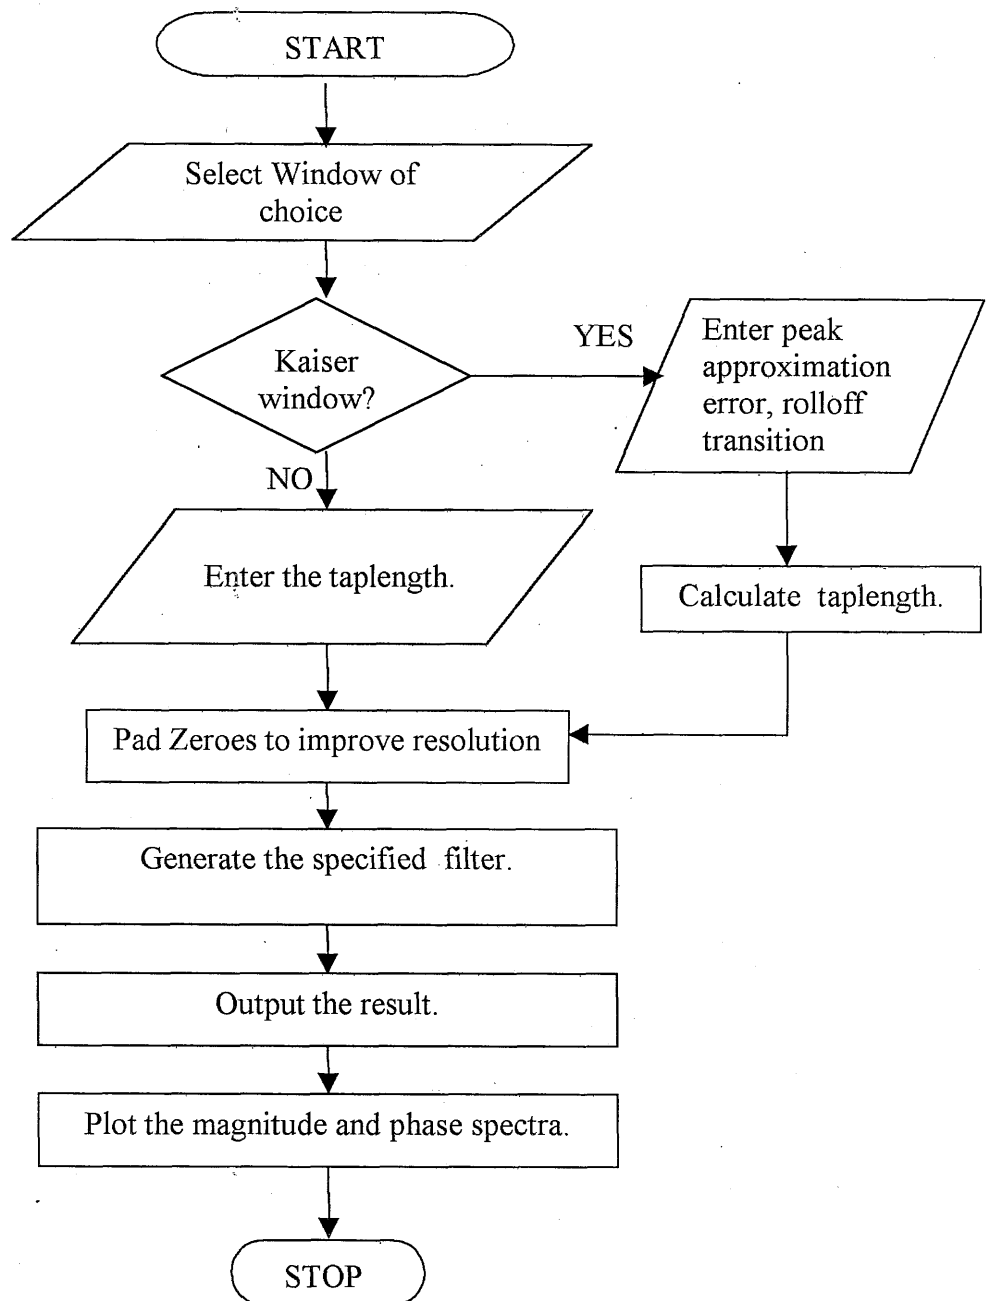 START
Select Window of
choice
Kaiser
window?
YES
Enter peak
approximation
error, rolloff
transition
NO
Enter the taplength.
Calculate taplength.
Pad Zeroes to improve resolution
Generate the specified filter.
Output the result.
Plot the magnitude and phase spectra.
STOP